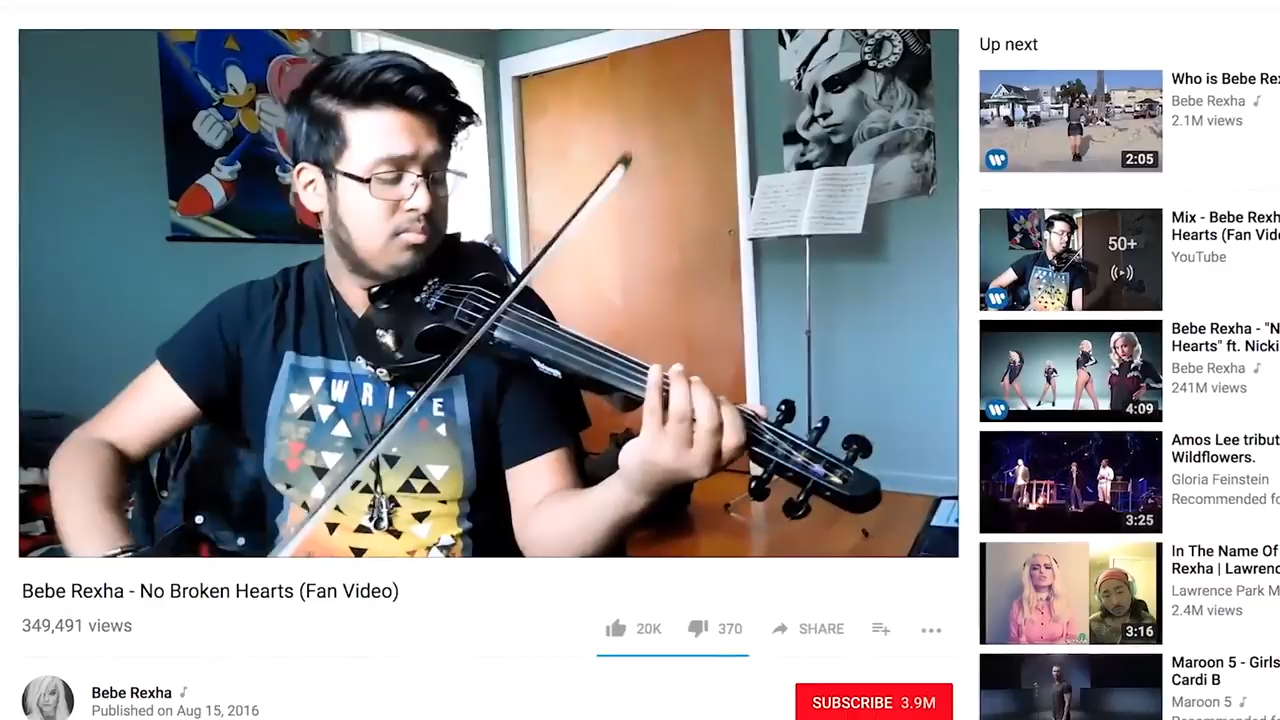 WRITE
Bebe Rexha - No Broken Hearts (Fan Video)
349,491 views
20K
370
SHARE
Bebe Rexha
Published on Aug 15, 2016
SUBSCRIBE 3.9M
Up next
Who is Bebe Rex
Bebe Rexha
2.1M views
2:05
Mix - Bebe Rexh
Hearts (Fan Vide
YouTube
50+
Bebe Rexha - "N
Hearts" ft. Nicki
Bebe Rexha
241M views
4:09
Amos Lee tribut
Wildflowers.
Gloria Feinstein
Recommended fo
3:25
In The Name Of
Rexha | Lawrenc
Lawrence Park M
2.4M views
3:16
Maroon 5 - Girls
Cardi B
Maroon 5